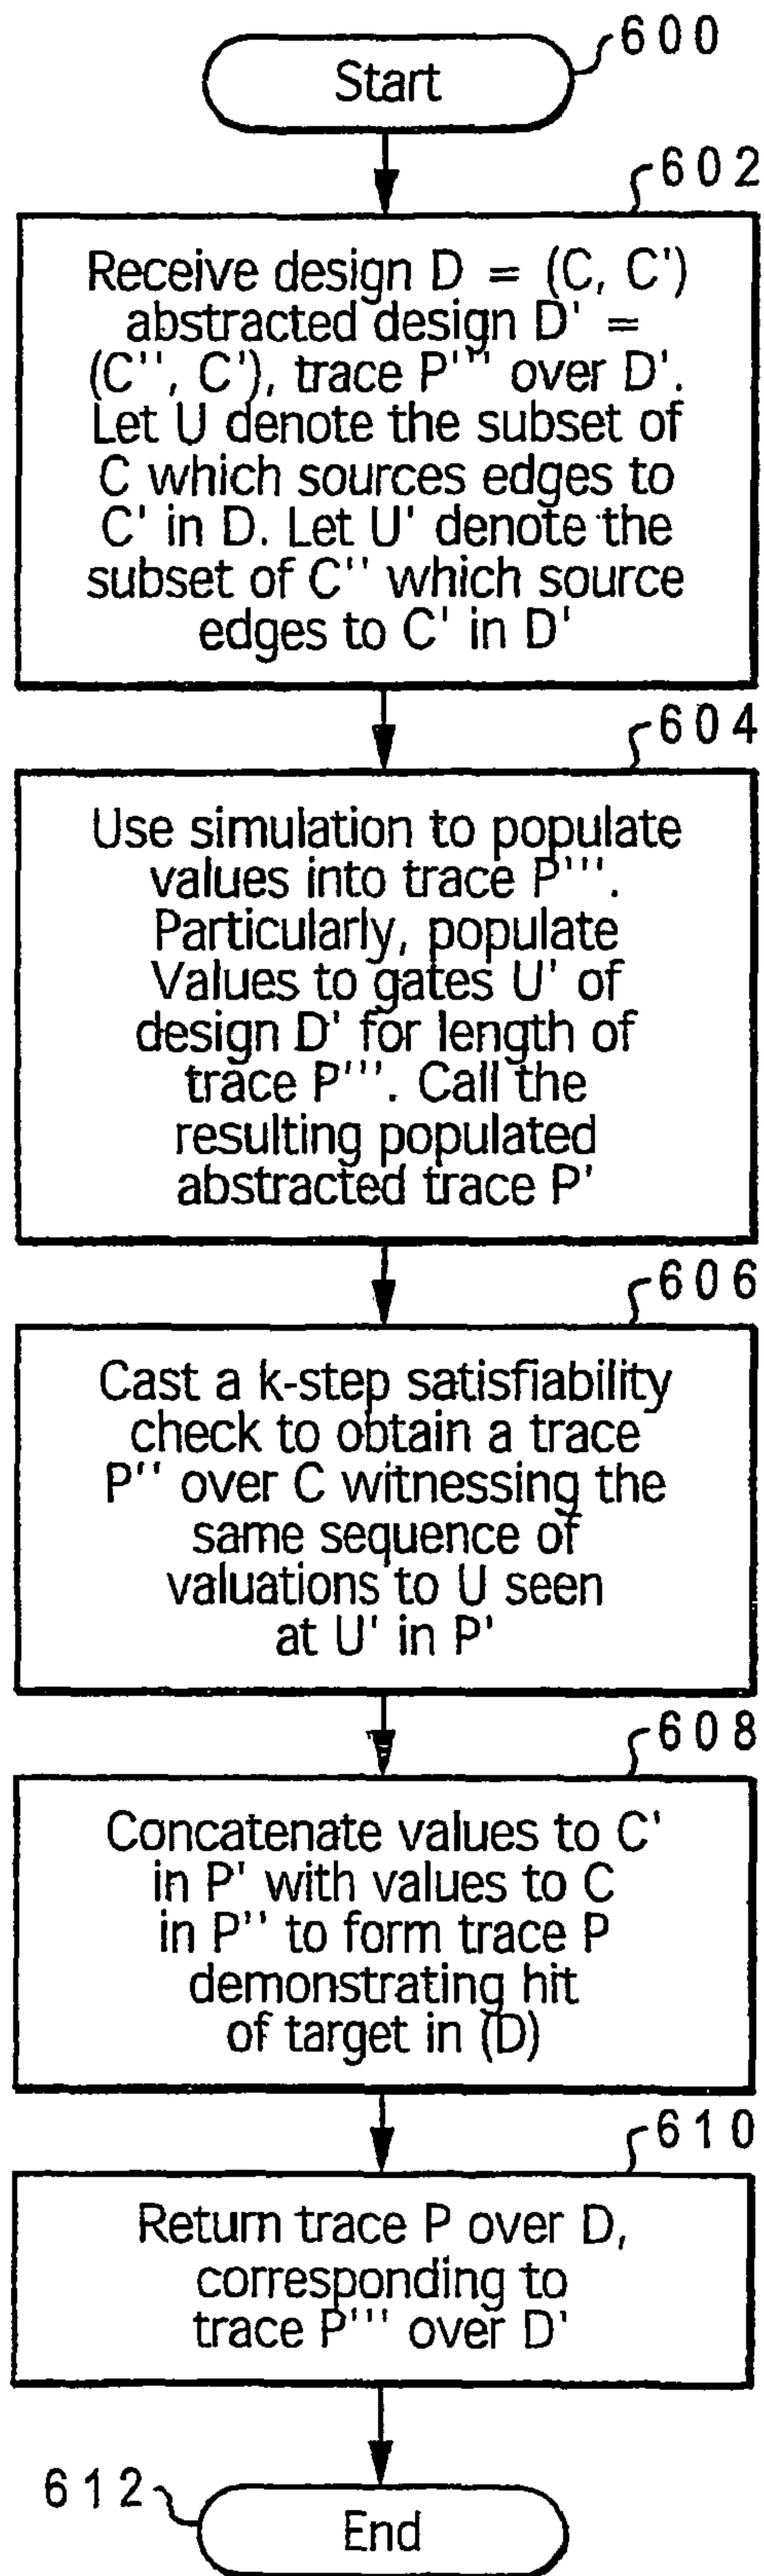 600
Start
602
Receive design D = (C, C')
abstracted design D' =
(C'', C'), trace P''' over D'.
Let U denote the subset of
C which sources edges to
C' in D. Let U' denote the
subset of C'' which source
edges to C' in D'
604
Use simulation to populate
values into trace P'''.
Particularly, populate
Values to gates U' of
design D' for length of
trace P'''. Call the
resulting populated
abstracted trace P'
606
Cast a k-step satisfiability
check to obtain a trace
P'' over C witnessing the
same sequence of
valuations to U seen
at U' in P'
608
Concatenate values to C'
in P' with values to C
in P'' to form trace P
demonstrating hit
of target in (D)
610
Return trace P over D,
corresponding to
trace P''' over D'
612
End